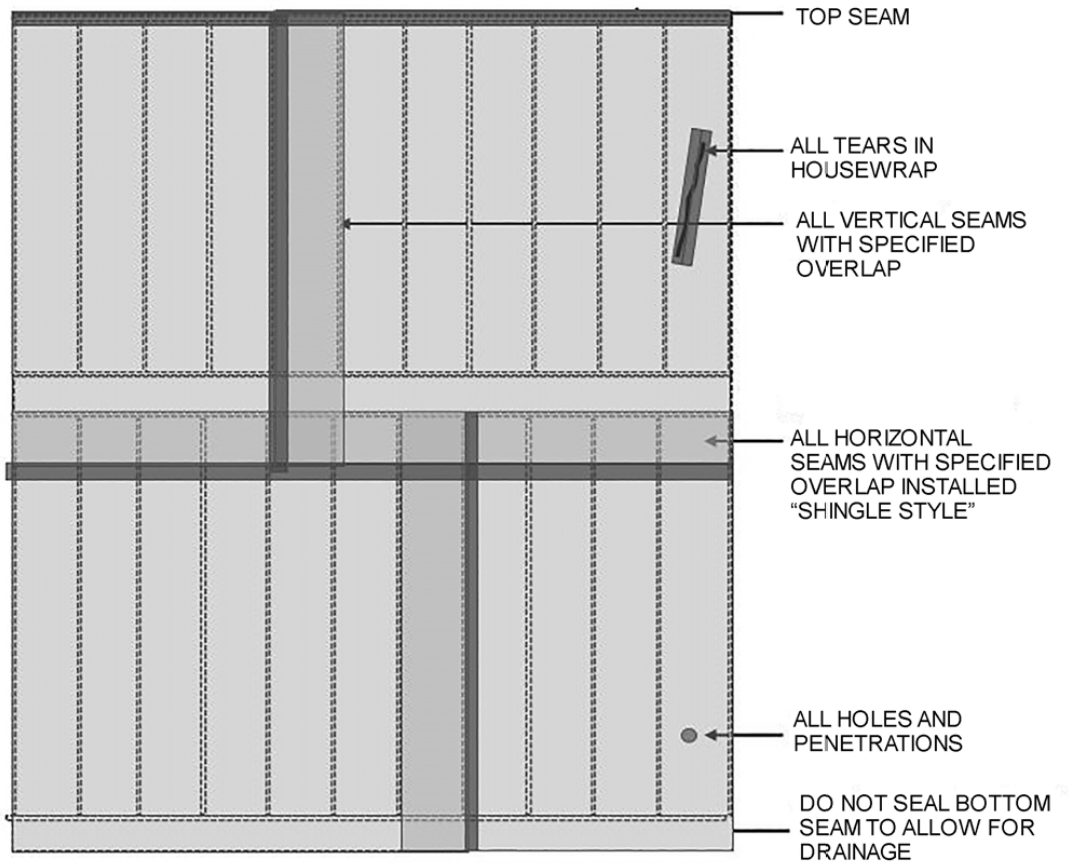 TOP SEAM
ALL TEARS IN
HOUSEWRAP
ALL VERTICAL SEAMS
WITH SPECIFIED
OVERLAP
ALL HORIZONTAL
SEAMS WITH SPECIFIED
OVERLAP INSTALLED
“SHINGLE STYLE”
ALL HOLES AND
PENETRATIONS
DO NOT SEAL BOTTOM
SEAM TO ALLOW FOR
DRAINAGE